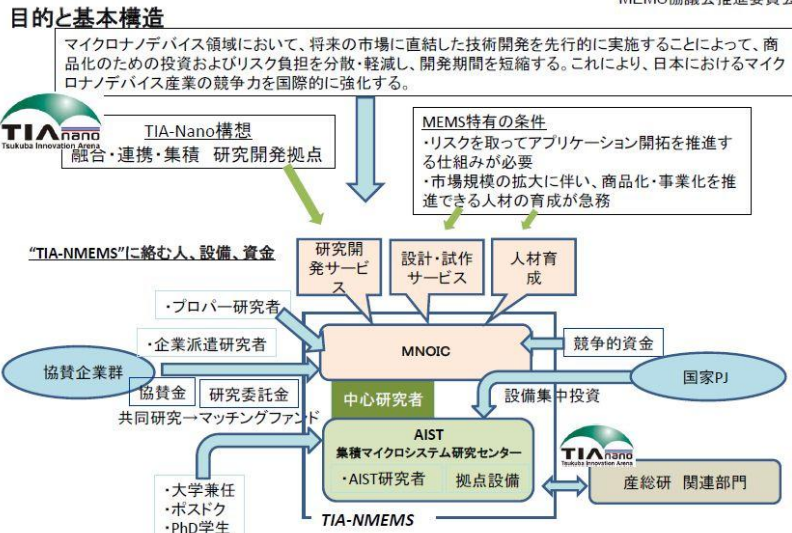 MEMS協議会推進委員会
目的と基本構造
マイクロナノデバイス領域において、将来の市場に直結した技術開発を先行的に実施することによって、商
品化のための投資およびリスク負担を分散・軽減し、開発期間を短縮する。これにより、日本におけるマイク
ロナノデバイス産業の競争力を国際的に強化する。
TIA nano
Tsukuba Innovation Arena
TIA-Nano構想
融合・連携・集積 研究開発拠点
MEMS特有の条件
・リスクを取ってアプリケーション開拓を推進す
る仕組みが必要
・市場規模の拡大に伴い、商品化・事業化を推
進できる人材の育成が急務
“TIA-NMEMS”に絡む人、設備、資金
研究開
発サービ
ス
設計・試作
サービス
人材育
成
・プロパー研究者
・企業派遣研究者
協賛企業群
協賛金
研究委託金
共同研究→マッチングファンド
MNOIC
競争的資金
国家PJ
中心研究者
設備集中投資
AIST
集積マイクロシステム研究センター
・AIST研究者
拠点設備
TIA nano
Tsukuba Innovation Arena
産総研 関連部門
・大学兼任
・ポスドク
・PhD学生
TIA-NMEMS